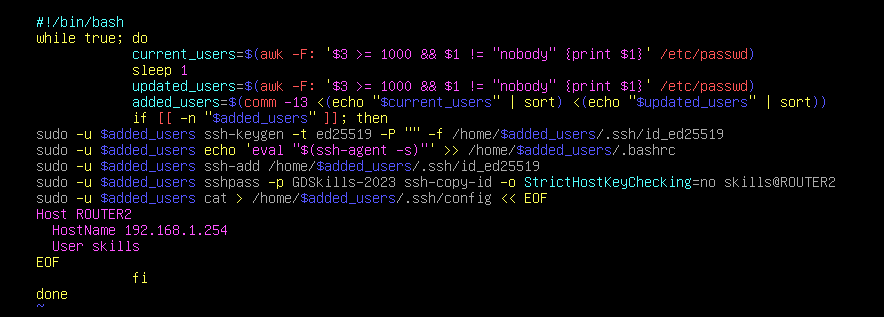 #!/bin/bash
while true; do
current_users=$(awk -F: '$3 >= 1000 && $1 != "nobody" {print $1}' /etc/passwd)
sleep 1
updated_users=$(awk -F: '$3 >= 1000 && $1 != "nobody" {print $1}' /etc/passwd)
added_users=$(comm -13 <(echo "$current_users" | sort) <(echo "$updated_users" | sort))
if [[ -n "$added_users" ]]; then
sudo -u $added_users ssh-keygen -t ed25519 -P "" -f /home/$added_users/.ssh/id_ed25519
sudo -u $added_users echo 'eval "$(ssh-agent -s)"' >> /home/$added_users/.bashrc
sudo -u $added_users ssh-add /home/$added_users/.ssh/id_ed25519
sudo -u $added_users sshpass -p GDSkills-2023 ssh-copy-id -o StrictHostKeyChecking=no skills@ROUTER2
sudo -u $added_users cat > /home/$added_users/.ssh/config << EOF
Host ROUTER2
  HostName 192.168.1.254
  User skills
EOF
fi
done
~